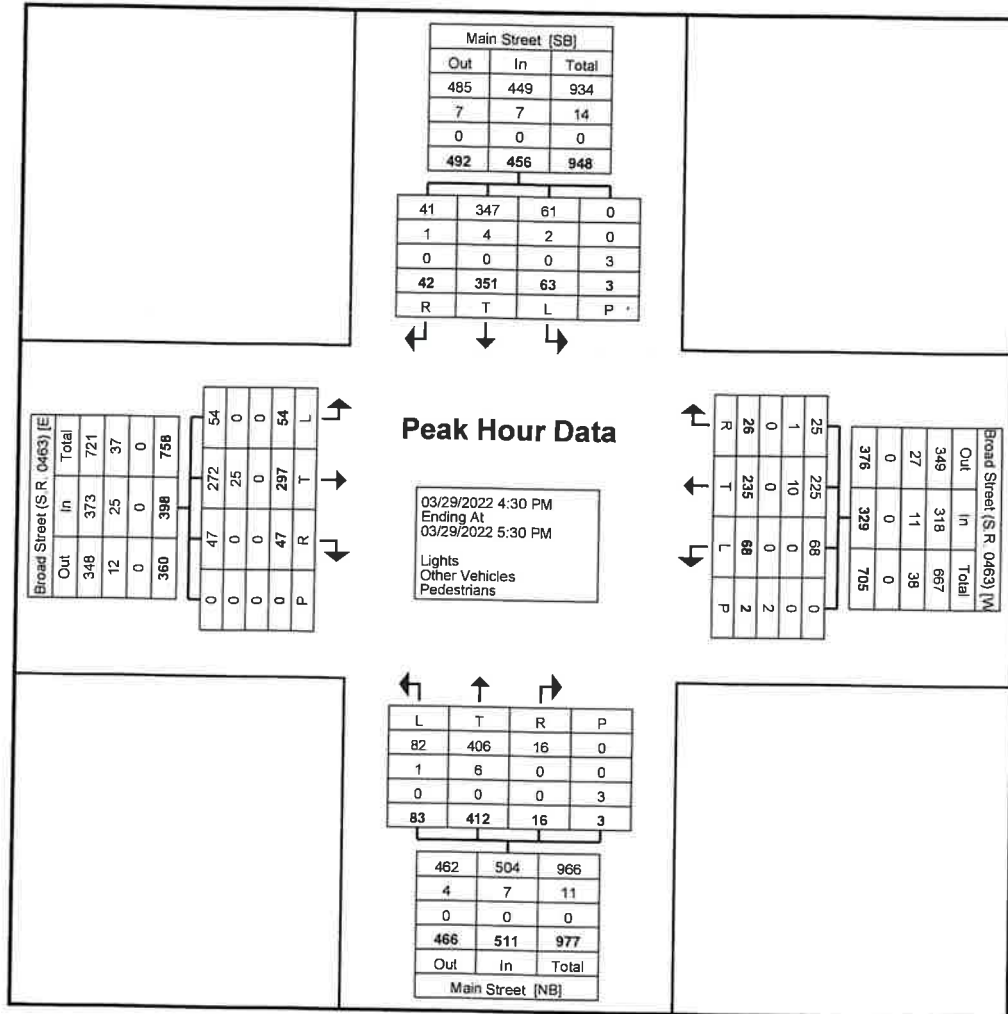 Main Street [SB]
Out In Total
485 449 934
7 7 14
0 0 0
492 456 948
41 347 61 0
1 4 2 0
0 0 0 3
42 351 63 3
R T L P
Broad Street (S.R. 0463) [E
Total 721 37 0 758
In 373 25 0 398
Out 348 12 0 360
54 0 0 54 L
272 25 0 297 T
47 0 0 47 R
0 0 0 0 P
Peak Hour Data
03/29/2022 4:30 PM
Ending At
03/29/2022 5:30 PM
Lights
Other Vehicles
Pedestrians
R 26 0 1 25
T 235 0 10 225
L 68 0 0 68
P 2 2 0 0
376 0 27 349 Out
329 0 11 318 In
705 0 38 667 Total
Broad Street (S.R. 0463) [W
L T R P
82 406 16 0
1 6 0 0
0 0 0 3
83 412 16 3
462 504 966
4 7 11
0 0 0
466 511 977
Out In Total
Main Street [NB]